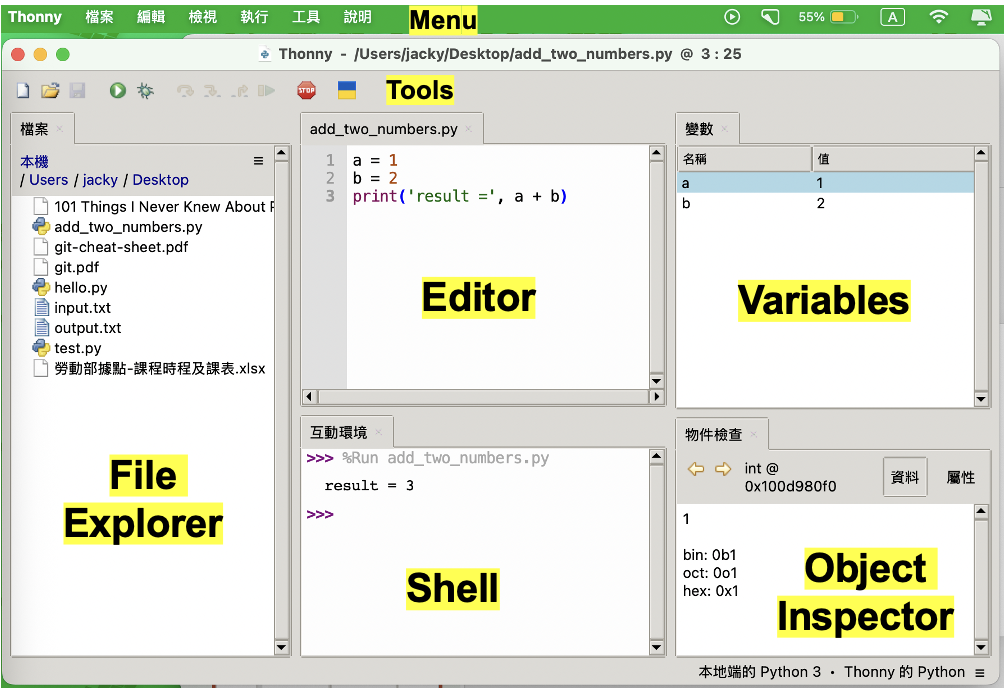 Thonny 檔案 編輯 檢視 執行 工具 說明 Menu 55% A
Thonny - /Users/jacky/Desktop/add_two_numbers.py @ 3 : 25
STOP Tools
檔案
本機
/ Users / jacky / Desktop
101 Things I Never Knew About
add_two_numbers.py
git-cheat-sheet.pdf
git.pdf
hello.py
input.txt
output.txt
test.py
勞動部據點-課程時程及課表.xlsx
File
Explorer
add_two_numbers.py
1 a = 1
2 b = 2
3 print('result =', a + b)
Editor
互動環境
>>> %Run add_two_numbers.py
result = 3
>>>
Shell
變數
名稱 值
a 1
b 2
Variables
物件檢查
int @
0x100d980f0
資料 屬性
1
bin: 0b1
oct: 0o1
hex: 0x1
Object
Inspector
本地端的 Python 3 • Thonny 的 Python ≡